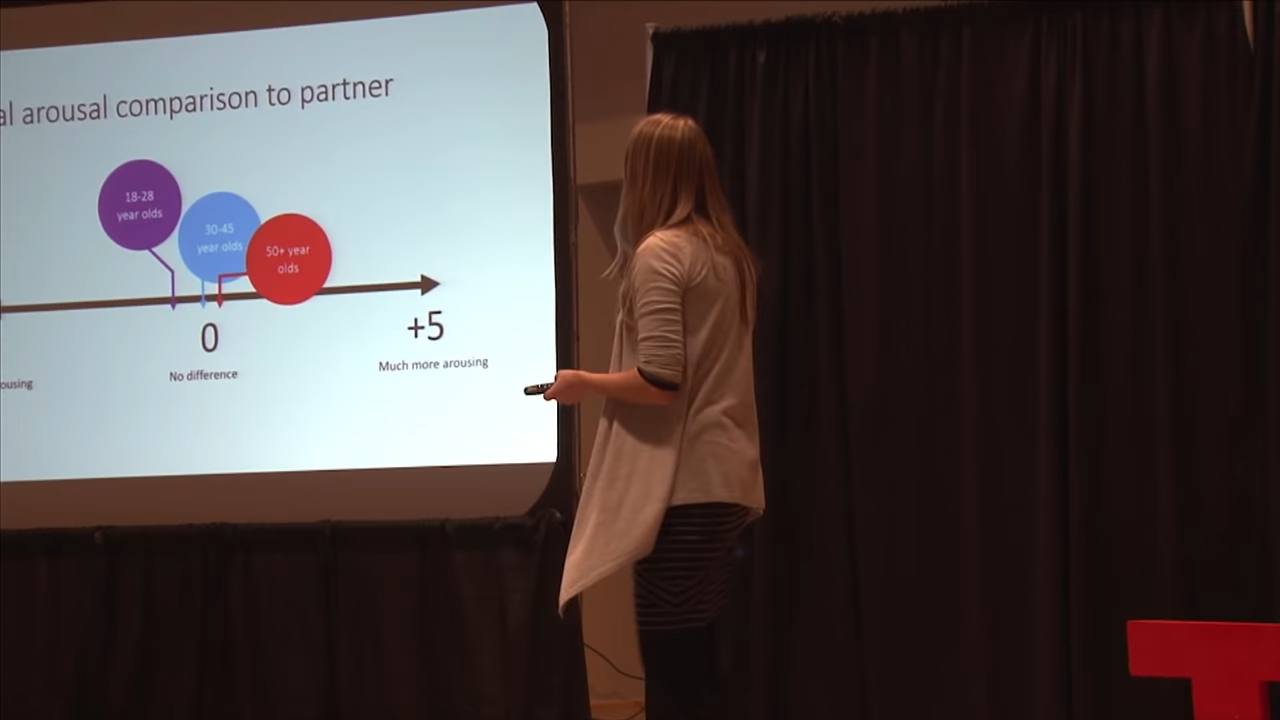 al arousal comparison to partner
18-28
year olds
30-45
year olds
50+ year
olds
0
+5
ousing
No difference
Much more arousing
T